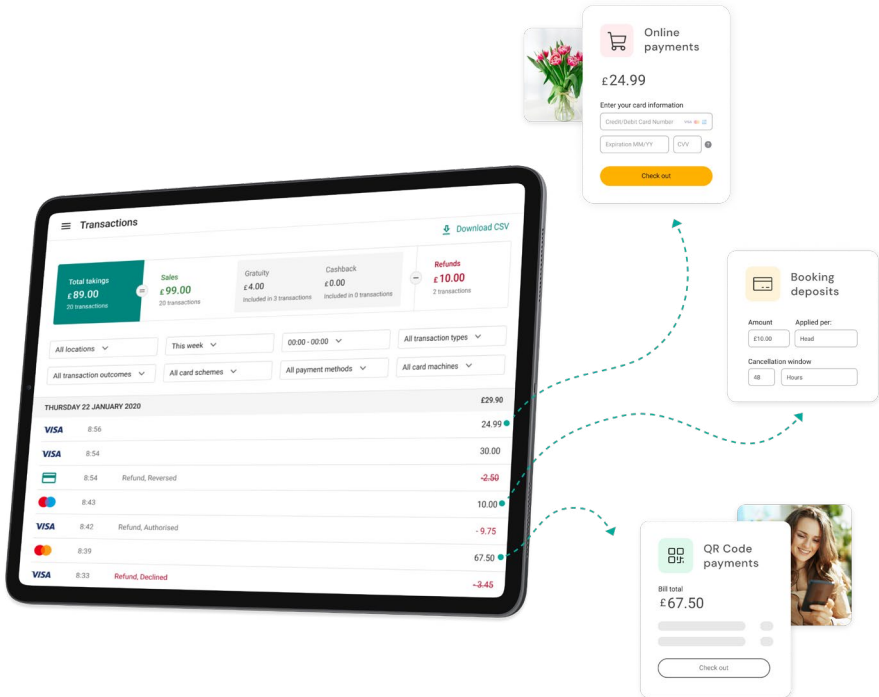 Online
payments
£24.99
Enter your card information
Credit/Debit Card Number VISA
Expiration MM/YY CVV ?
Check out
Transactions
Download CSV
Total takings
£89.00
20 transactions
=
Sales
£99.00
20 transactions
Gratuity
£4.00
Included in 3 transactions
Cashback
£0.00
Included in 0 transactions
−
Refunds
£10.00
2 transactions
All locations
This week
00:00 - 00:00
All transaction types
All transaction outcomes
All card schemes
All payment methods
All card machines
THURSDAY 22 JANUARY 2020 £29.90
VISA 8:56 24.99
VISA 8:54 30.00
8:54 Refund, Reversed -2.50
8:43 10.00
VISA 8:42 Refund, Authorised - 9.75
8:39 67.50
VISA 8:33 Refund, Declined -3.45
Booking
deposits
Amount Applied per:
£10.00 Head
Cancellation window
48 Hours
QR Code
payments
Bill total
£67.50
Check out